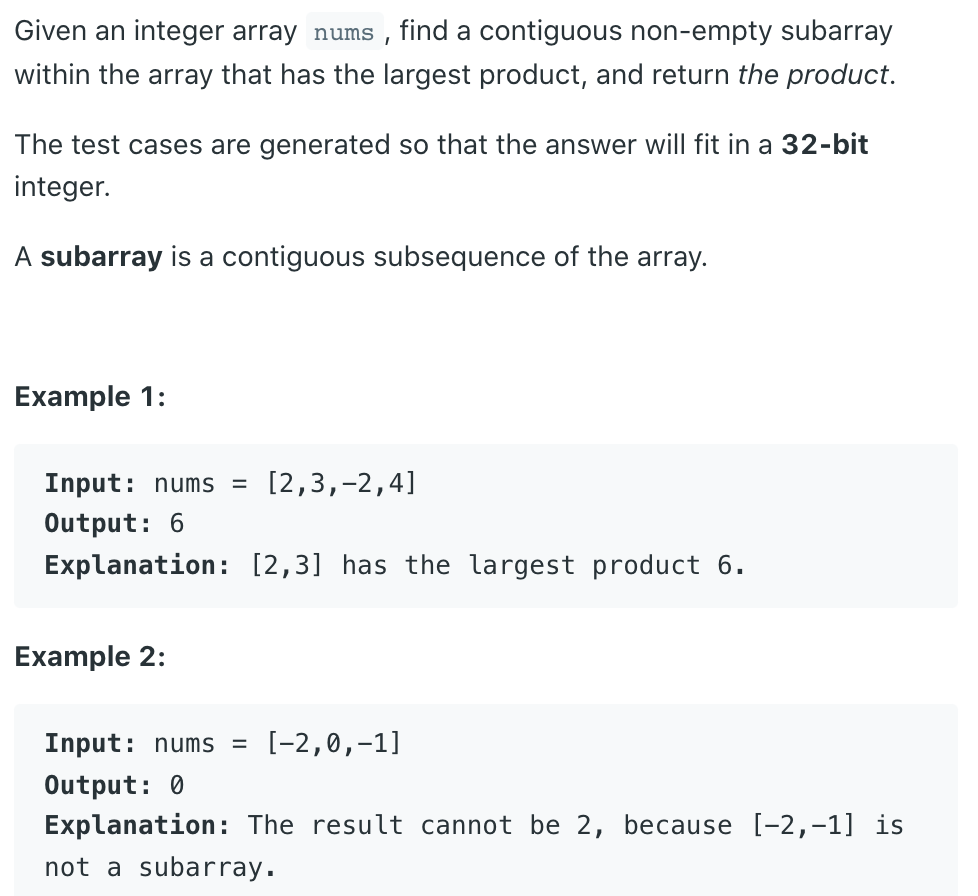 Given an integer array nums , find a contiguous non-empty subarray
within the array that has the largest product, and return the product.
The test cases are generated so that the answer will fit in a 32-bit
integer.
A subarray is a contiguous subsequence of the array.
Example 1:
Input: nums = [2,3,-2,4]
Output: 6
Explanation: [2,3] has the largest product 6.
Example 2:
Input: nums = [-2,0,-1]
Output: 0
Explanation: The result cannot be 2, because [-2,-1] is
not a subarray.